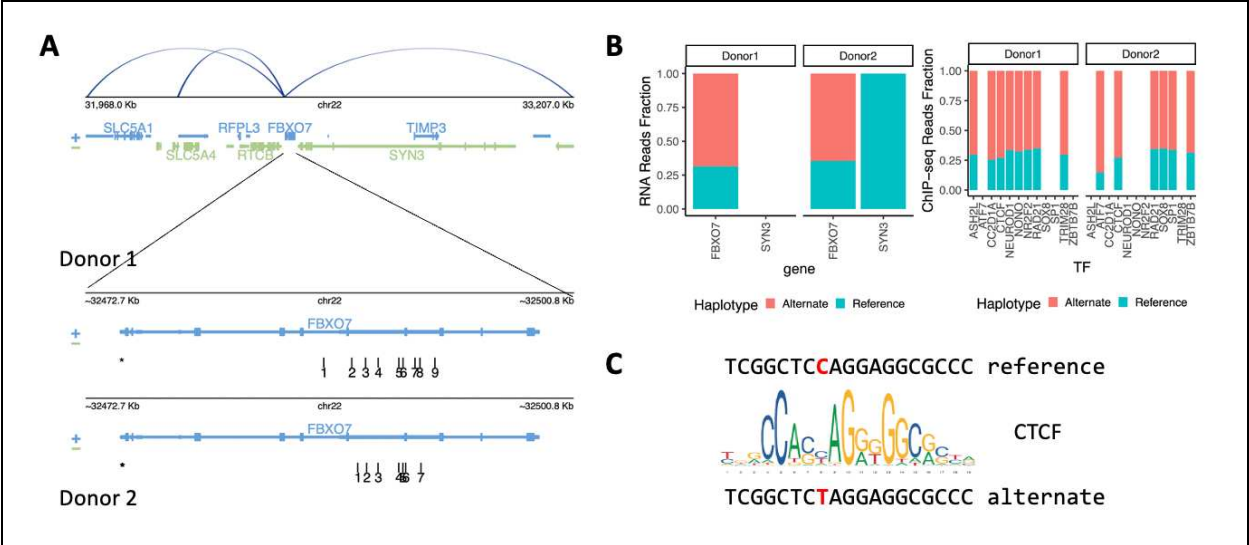 A
31,968.0 Kb chr22 33,207.0 Kb
+ SLC5A1 RFPL3 FBXO7 TIMP3
− SLC5A4 RTCB SYN3
Donor 1
~32472.7 Kb chr22 ~32500.8 Kb
FBXO7
+
−
* 1 2 3 4 5 6 7 8 9
~32472.7 Kb chr22 ~32500.8 Kb
FBXO7
+
−
* 1 2 3 4 5 6 7
Donor 2
B
Donor1 Donor2
RNA Reads Fraction
1.00
0.75
0.50
0.25
0.00
FBXO7 SYN3 FBXO7 SYN3
gene
Haplotype Alternate Reference
Donor1 Donor2
ChIP-seq Reads Fraction
1.00
0.75
0.50
0.25
0.00
ASH2L ATF7 CC2D1A CTCF NEUROD1 NONO NR2F2 RAD21 SOX8 SP1 TRIM28 ZBTB7B ASH2L ATF7 CC2D1A CTCF NEUROD1 NONO NR2F2 RAD21 SOX8 SP1 TRIM28 ZBTB7B
TF
Haplotype Alternate Reference
C
TCGGCTCCAGGAGGCGCCC reference
CTCF
TCGGCTCTAGGAGGCGCCC alternate